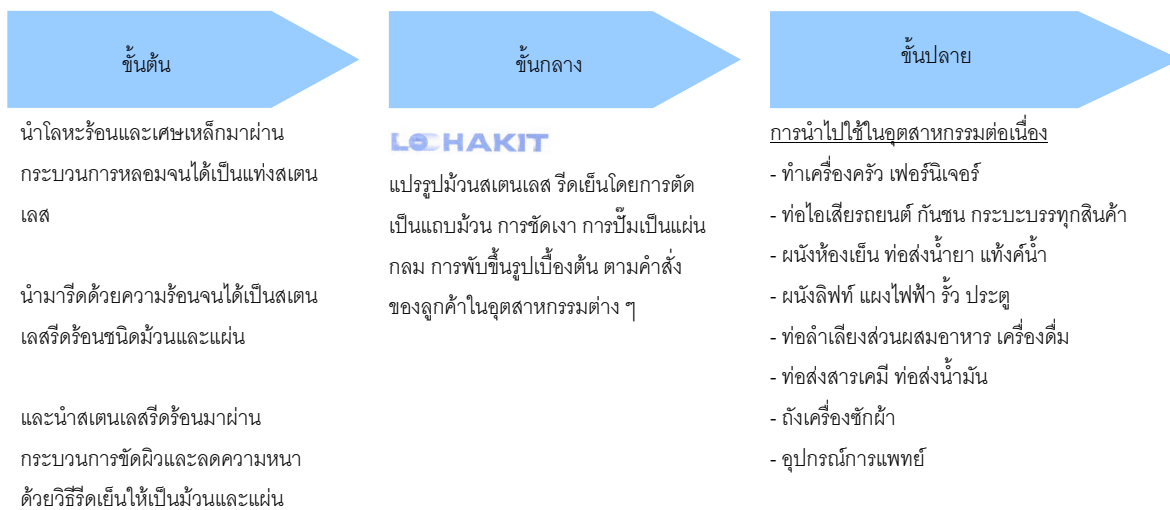 ขั้นต้น
นำโลหะร้อนและเศษเหล็กมาผ่าน
กระบวนการหลอมจนได้เป็นแท่งสเตน
เลส
นำมารีดด้วยความร้อนจนได้เป็นสเตน
เลสรีดร้อนชนิดม้วนและแผ่น
และนำสเตนเลสรีดร้อนมาผ่าน
กระบวนการขัดผิวและลดความหนา
ด้วยวิธีรีดเย็นให้เป็นม้วนและแผ่น
ขั้นกลาง
LOHAKIT
แปรรูปม้วนสเตนเลส รีดเย็นโดยการตัด
เป็นแถบม้วน การขัดเงา การปั๊มเป็นแผ่น
กลม การพับขึ้นรูปเบื้องต้น ตามคำสั่ง
ของลูกค้าในอุตสาหกรรมต่าง ๆ
ขั้นปลาย
การนำไปใช้ในอุตสาหกรรมต่อเนื่อง
- ทำเครื่องครัว เฟอร์นิเจอร์
- ท่อไอเสียรถยนต์ กันชน กระบะบรรทุกสินค้า
- ผนังห้องเย็น ท่อส่งน้ำยา แท้งค์น้ำ
- ผนังลิฟท์ แผงไฟฟ้า รั้ว ประตู
- ท่อลำเลียงส่วนผสมอาหาร เครื่องดื่ม
- ท่อส่งสารเคมี ท่อส่งน้ำมัน
- ถังเครื่องซักผ้า
- อุปกรณ์การแพทย์